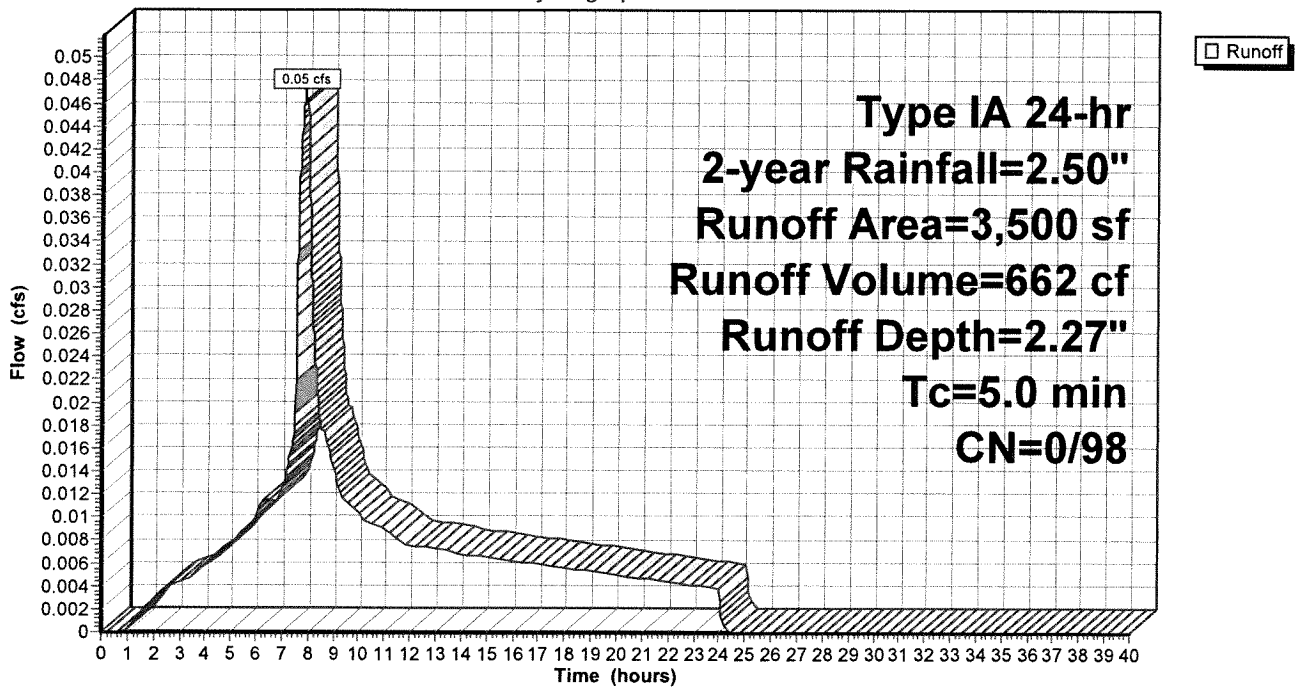 Runoff
0.05 cfs
Type IA 24-hr
2-year Rainfall=2.50"
Runoff Area=3,500 sf
Runoff Volume=662 cf
Runoff Depth=2.27"
Tc=5.0 min
CN=0/98
Flow (cfs)
0.05
0.048
0.046
0.044
0.042
0.04
0.038
0.036
0.034
0.032
0.03
0.028
0.026
0.024
0.022
0.02
0.018
0.016
0.014
0.012
0.01
0.008
0.006
0.004
0.002
0
0 1 2 3 4 5 6 7 8 9 10 11 12 13 14 15 16 17 18 19 20 21 22 23 24 25 26 27 28 29 30 31 32 33 34 35 36 37 38 39 40
Time (hours)